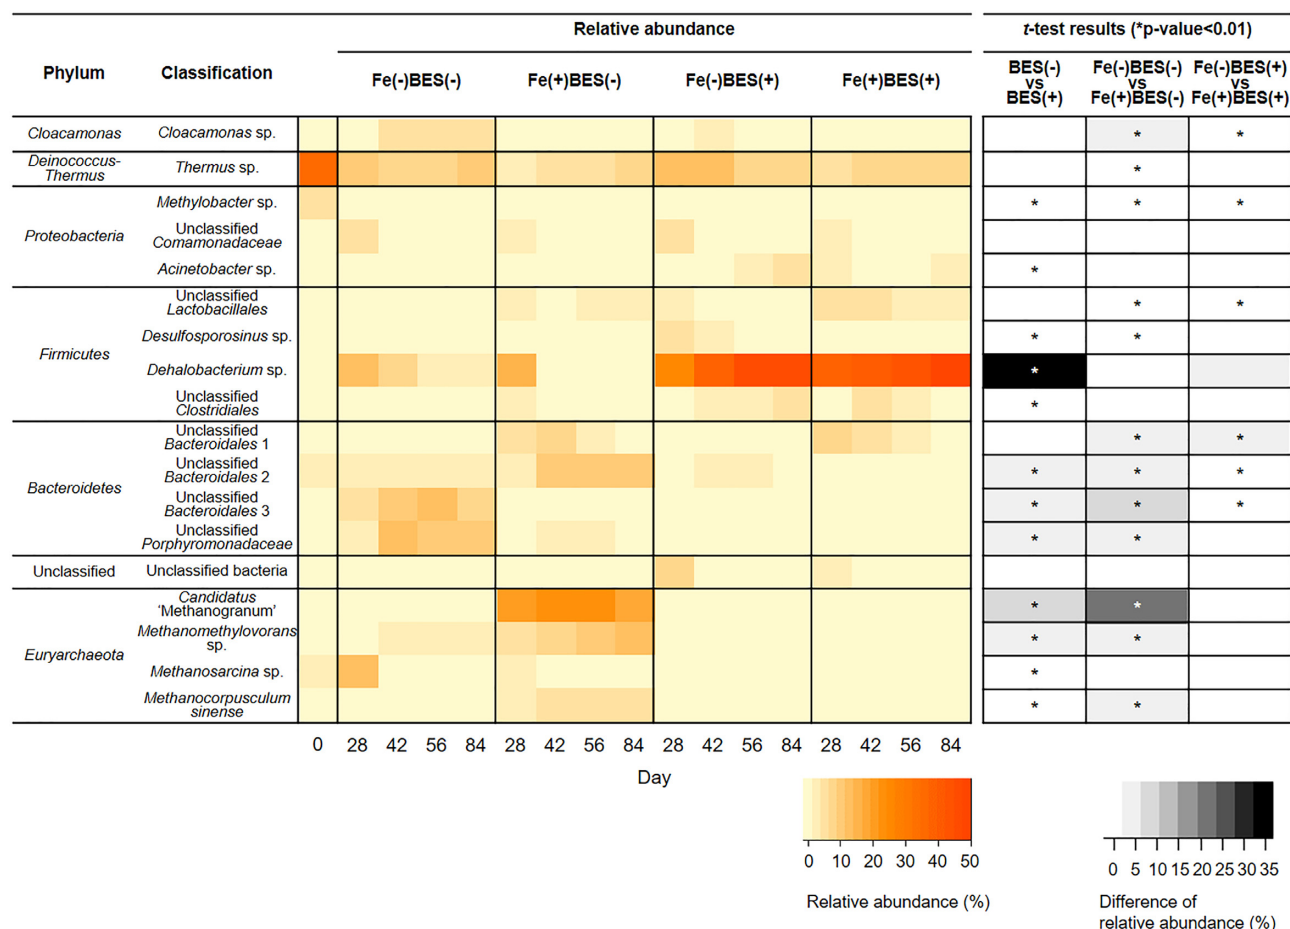 Relative abundance
t-test results (*p-value<0.01)
Phylum
Classification
Fe(-)BES(-)
Fe(+)BES(-)
Fe(-)BES(+)
Fe(+)BES(+)
BES(-)
vs
BES(+)
Fe(-)BES(-)
vs
Fe(+)BES(-)
Fe(-)BES(+)
vs
Fe(+)BES(+)
Cloacamonas
Cloacamonas sp.
* *
Deinococcus-
Thermus
Thermus sp.
*
Proteobacteria
Methylobacter sp.
* * *
Unclassified
Comamonadaceae
Acinetobacter sp.
*
Firmicutes
Unclassified
Lactobacillales
* *
Desulfosporosinus sp.
* *
Dehalobacterium sp.
*
Unclassified
Clostridiales
*
Bacteroidetes
Unclassified
Bacteroidales 1
* *
Unclassified
Bacteroidales 2
* * *
Unclassified
Bacteroidales 3
* * *
Unclassified
Porphyromonadaceae
* *
Unclassified
Unclassified bacteria
Euryarchaeota
Candidatus
'Methanogranum'
* *
Methanomethylovorans
sp.
* *
Methanosarcina sp.
*
Methanocorpusculum
sinense
* *
0 28 42 56 84 28 42 56 84 28 42 56 84 28 42 56 84
Day
0 10 20 30 40 50
Relative abundance (%)
0 5 10 15 20 25 30 35
Difference of
relative abundance (%)